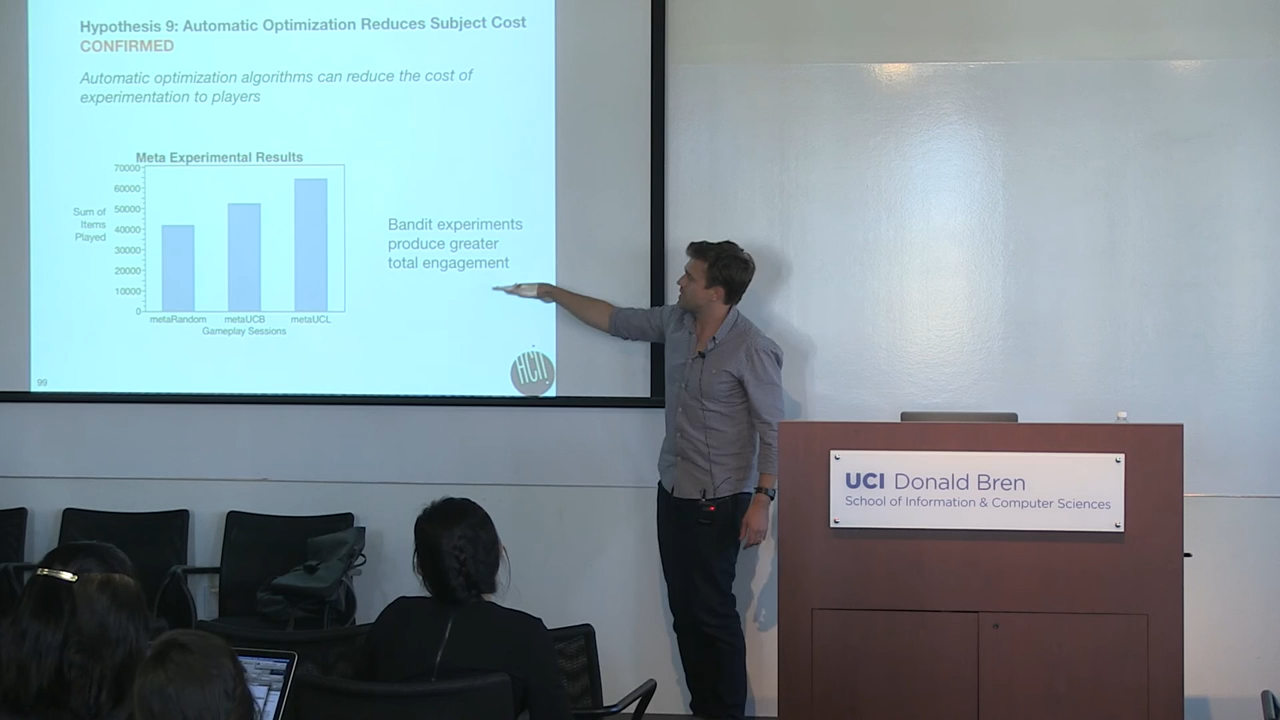 Hypothesis 9: Automatic Optimization Reduces Subject Cost
CONFIRMED
Automatic optimization algorithms can reduce the cost of
experimentation to players
Meta Experimental Results
70000
60000
50000
40000
30000
20000
10000
0
Sum of
Items
Played
metaRandom metaUCB metaUCL
Gameplay Sessions
Bandit experiments
produce greater
total engagement
99
HCII
UCI Donald Bren
School of Information & Computer Sciences